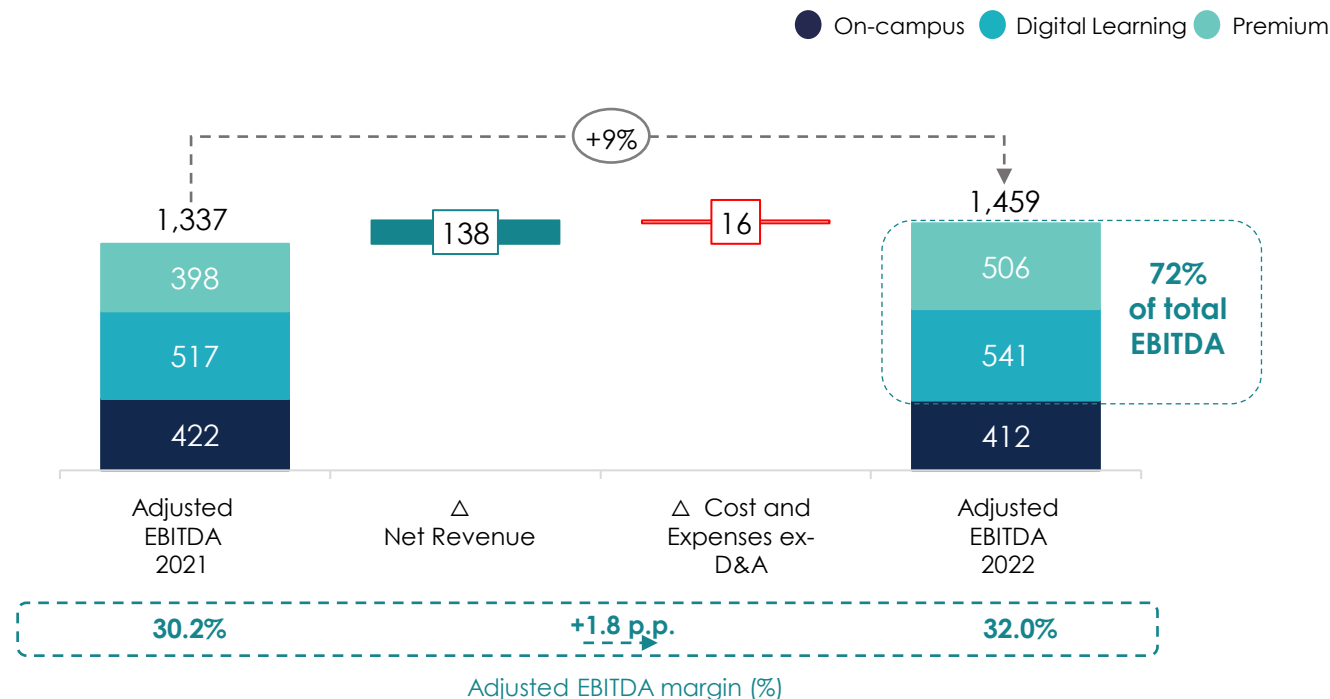 On-campus Digital Learning Premium
+9%
1,337
138
16
1,459
398
506
517
541
422
412
72%
of total
EBITDA
Adjusted
EBITDA
2021
△
Net Revenue
△ Cost and
Expenses ex-
D&A
Adjusted
EBITDA
2022
30.2% +1.8 p.p. 32.0%
Adjusted EBITDA margin (%)